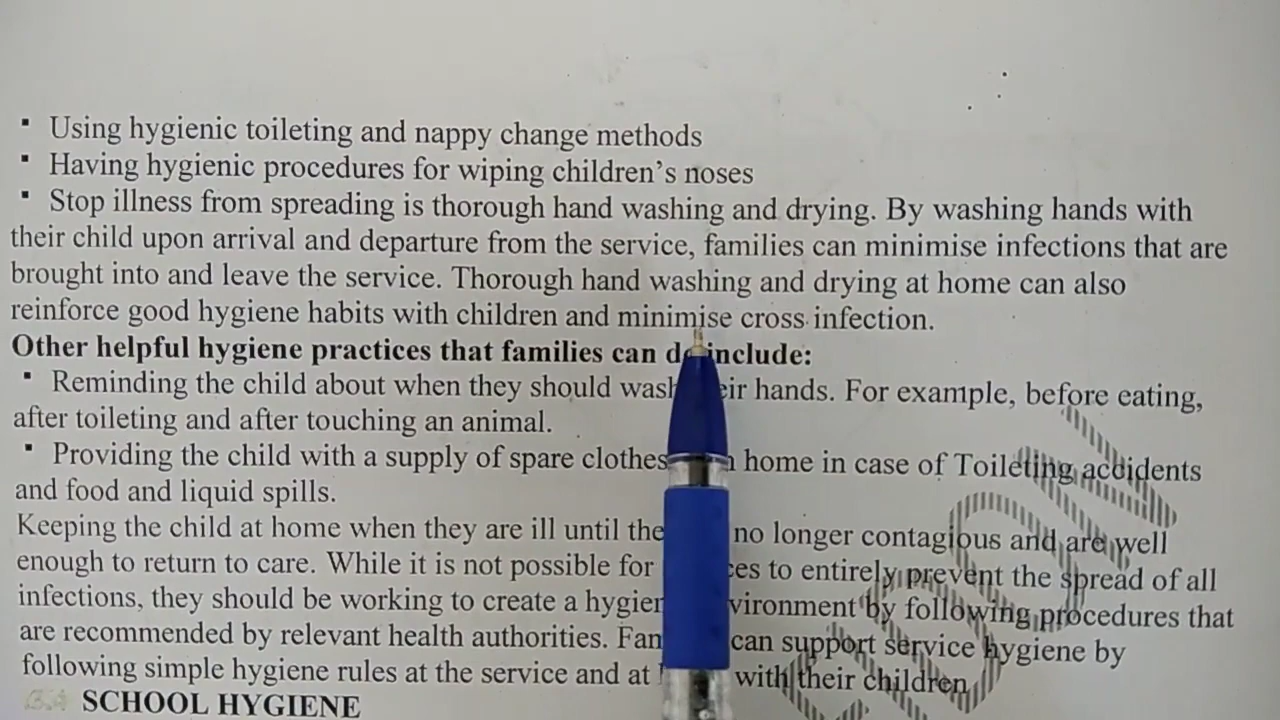 ▪ Using hygienic toileting and nappy change methods
▪ Having hygienic procedures for wiping children's noses
▪ Stop illness from spreading is thorough hand washing and drying. By washing hands with
their child upon arrival and departure from the service, families can minimise infections that are
brought into and leave the service. Thorough hand washing and drying at home can also
reinforce good hygiene habits with children and minimise cross infection.
Other helpful hygiene practices that families can do include:
▪ Reminding the child about when they should wash hands. For example, before eating,
after toileting and after touching an animal.
▪ Providing the child with a supply of spare clothes home in case of Toileting accidents
and food and liquid spills.
Keeping the child at home when they are ill until no longer contagious and are well
enough to return to care. While it is not possible for to entirely prevent the spread of all
infections, they should be working to create a by following procedures that
are recommended by relevant health authorities. can support service hygiene by
following simple hygiene rules at the service and at with their children
SCHOOL HYGIENE